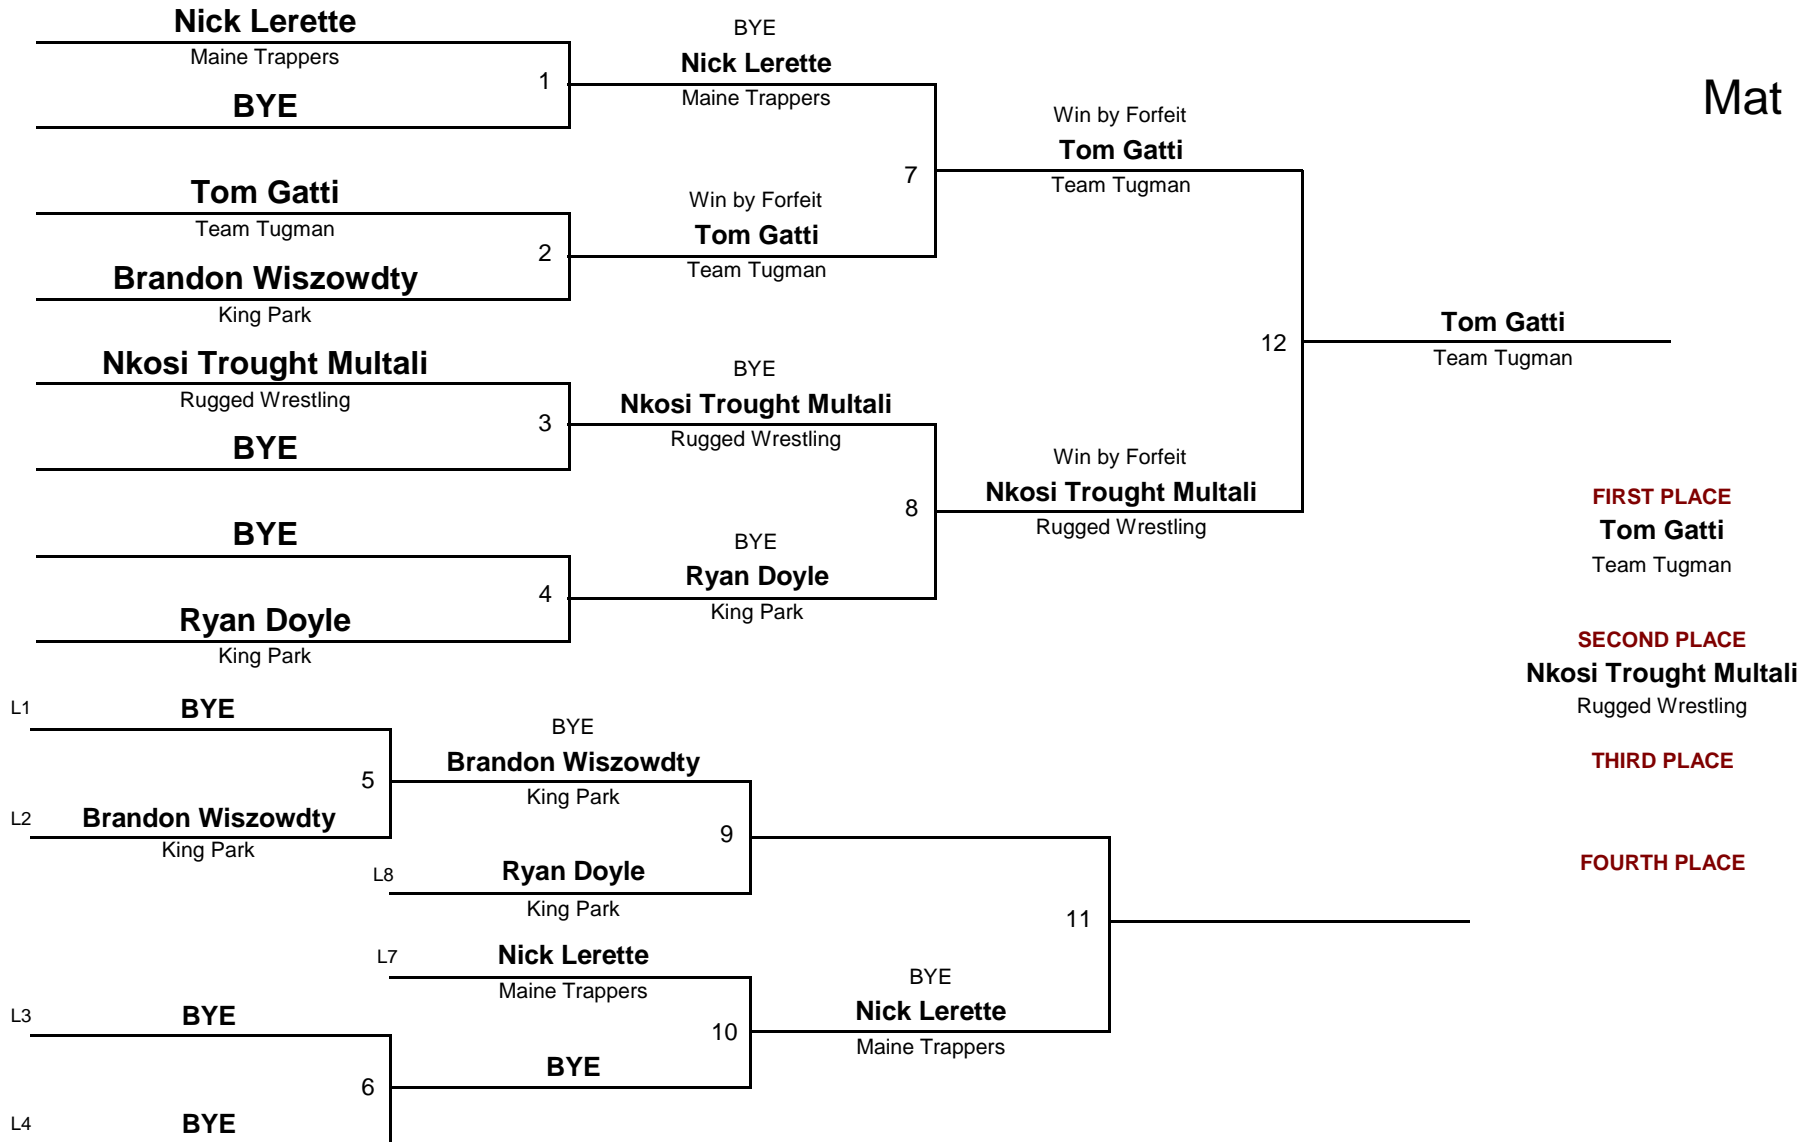 Nick Lerette
Maine Trappers
1
BYE
BYE
Nick Lerette
Maine Trappers
Tom Gatti
Team Tugman
2
Brandon Wiszowdty
King Park
Win by Forfeit
Tom Gatti
Team Tugman
7
Win by Forfeit
Tom Gatti
Team Tugman
Mat
Nkosi Trought Multali
Rugged Wrestling
3
BYE
BYE
Nkosi Trought Multali
Rugged Wrestling
BYE
4
Ryan Doyle
King Park
BYE
Ryan Doyle
King Park
8
Win by Forfeit
Nkosi Trought Multali
Rugged Wrestling
12
Tom Gatti
Team Tugman
FIRST PLACE
Tom Gatti
Team Tugman
SECOND PLACE
Nkosi Trought Multali
Rugged Wrestling
THIRD PLACE
FOURTH PLACE
L1
BYE
5
L2
Brandon Wiszowdty
King Park
BYE
Brandon Wiszowdty
King Park
9
L8
Ryan Doyle
King Park
L7
Nick Lerette
Maine Trappers
10
BYE
L3
BYE
6
L4
BYE
BYE
Nick Lerette
Maine Trappers
11